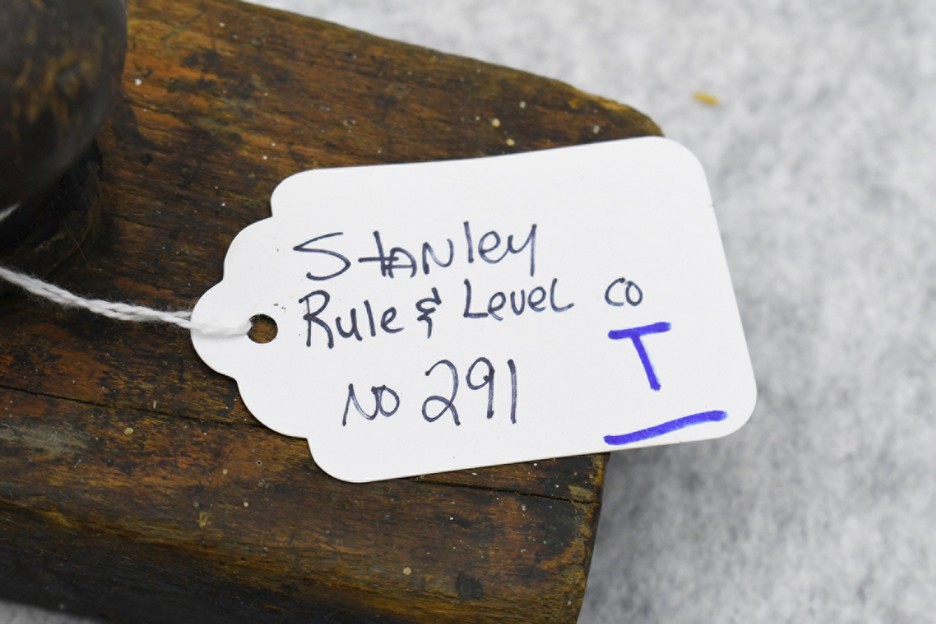 Stanley
Rule & Level Co
No 291
T